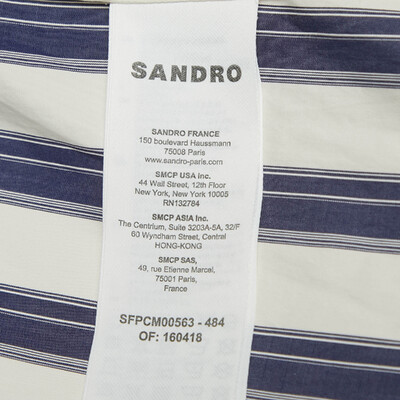 SANDRO
SANDRO FRANCE
150 boulevard Haussmann
75008 Paris
www.sandro-paris.com
SMCP USA Inc.
44 Wall Street, 12th Floor
New York, New York 10005
RN132784
SMCP ASIA Inc.
The Centrium, Suite 3203A-5A, 32/F
60 Wyndham Street, Central
HONG-KONG
SMCP SAS,
49, rue Etienne Marcel,
75001 Paris,
France
SFPCM00563 - 484
OF: 160418